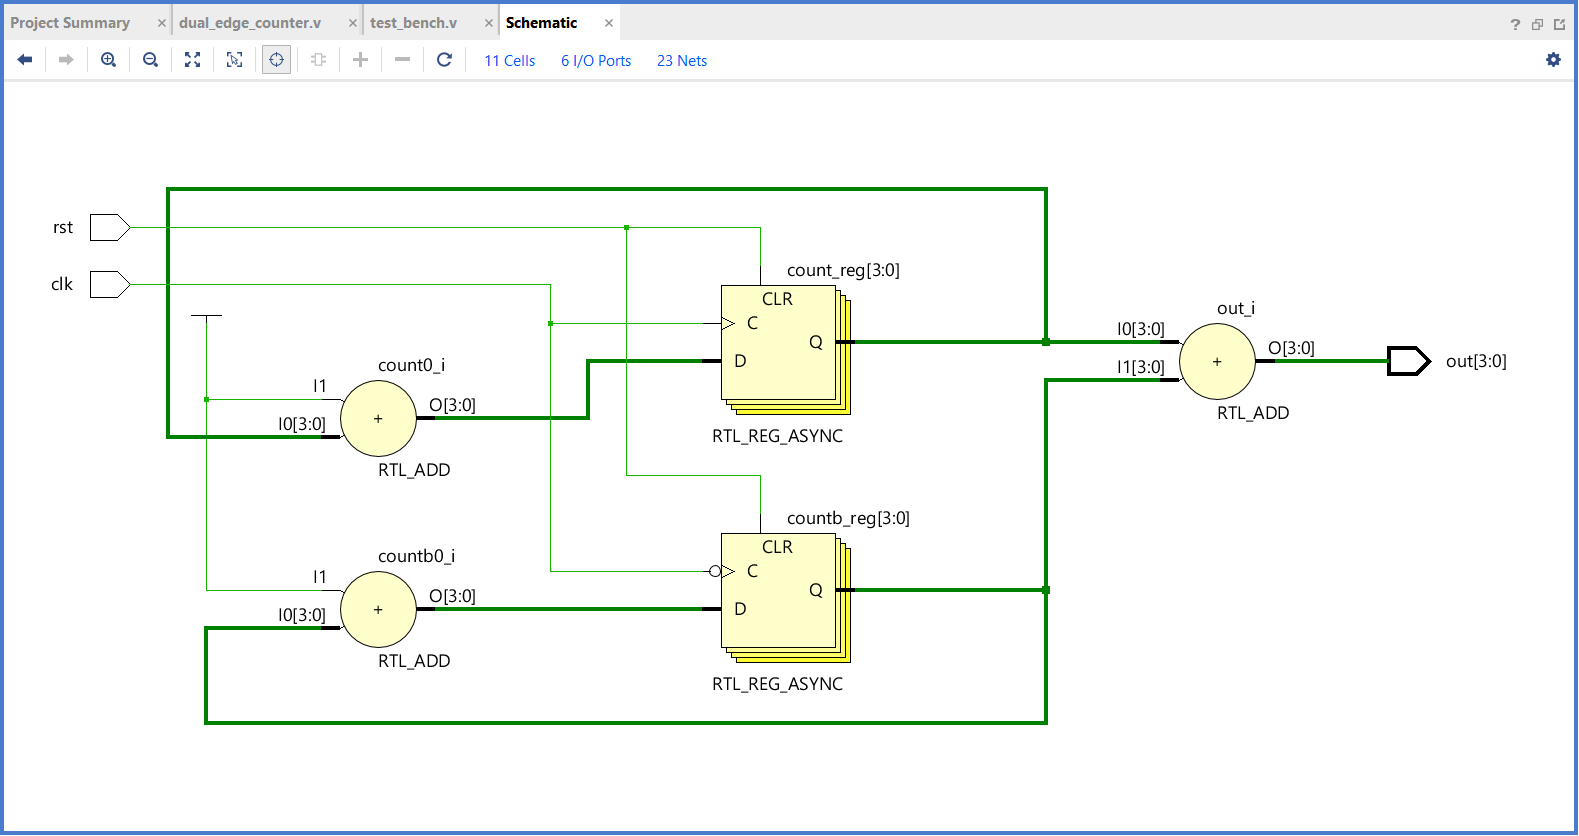 Project Summary × dual_edge_counter.v × test_bench.v × Schematic ×
?
11 Cells 6 I/O Ports 23 Nets
rst
clk
count_reg[3:0]
CLR
C
Q
D
RTL_REG_ASYNC
count0_i
I1
I0[3:0]
+
O[3:0]
RTL_ADD
out_i
I0[3:0]
I1[3:0]
+
O[3:0]
RTL_ADD
out[3:0]
countb_reg[3:0]
CLR
C
Q
D
RTL_REG_ASYNC
countb0_i
I1
I0[3:0]
+
O[3:0]
RTL_ADD